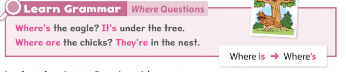 Learn Grammar Where Questions
Where's the eagle? It's under the tree.
Where are the chicks? They're in the nest.
Where is → Where's